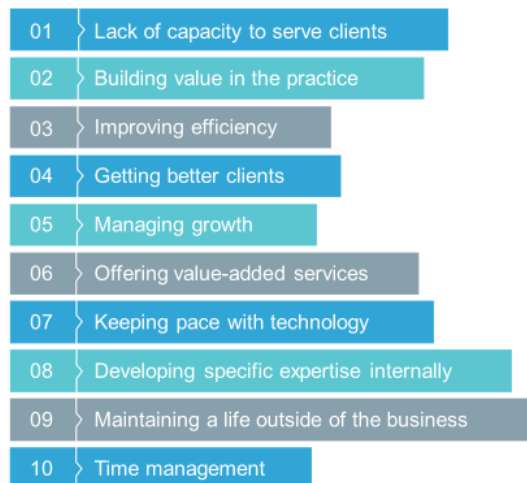 01 Lack of capacity to serve clients
02 Building value in the practice
03 Improving efficiency
04 Getting better clients
05 Managing growth
06 Offering value-added services
07 Keeping pace with technology
08 Developing specific expertise internally
09 Maintaining a life outside of the business
10 Time management